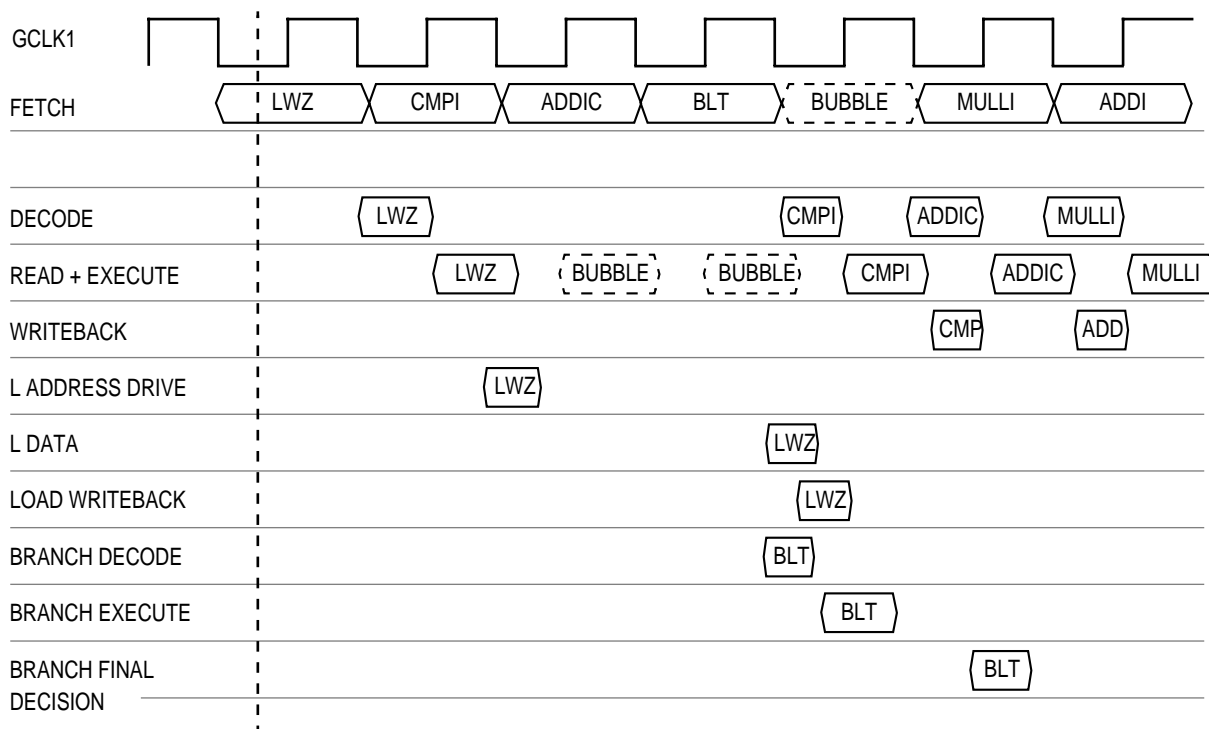 GCLK1
FETCH LWZ CMPI ADDIC BLT BUBBLE MULLI ADDI
DECODE LWZ CMPI ADDIC MULLI
READ + EXECUTE LWZ BUBBLE BUBBLE CMPI ADDIC MULLI
WRITEBACK CMP ADD
L ADDRESS DRIVE LWZ
L DATA LWZ
LOAD WRITEBACK LWZ
BRANCH DECODE BLT
BRANCH EXECUTE BLT
BRANCH FINAL BLT
DECISION